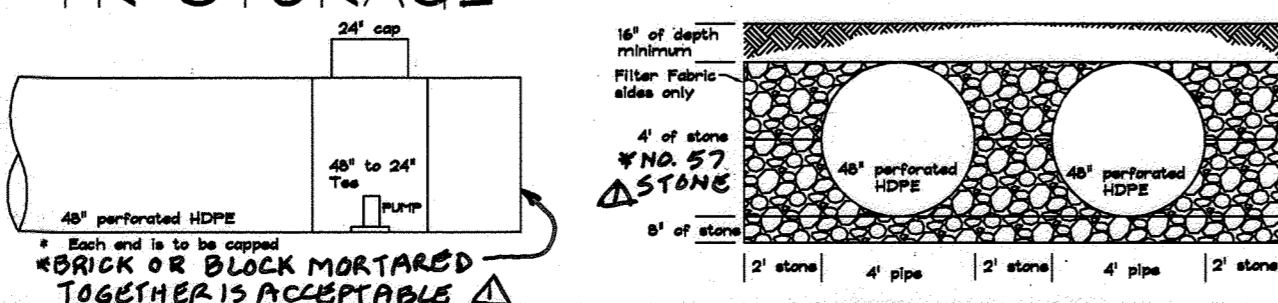 24" cap
48" to 24"
Tee
PUMP
48" perforated HDPE
* Each end is to be capped
*BRICK OR BLOCK MORTARED
TOGETHER IS ACCEPTABLE 1
16" of depth
minimum
Filter Fabric
sides only
4' of stone
*NO. 57
1 STONE
8" of stone
48" perforated
HDPE
48" perforated
HDPE
2' stone
4' pipe
2' stone
4' pipe
2' stone